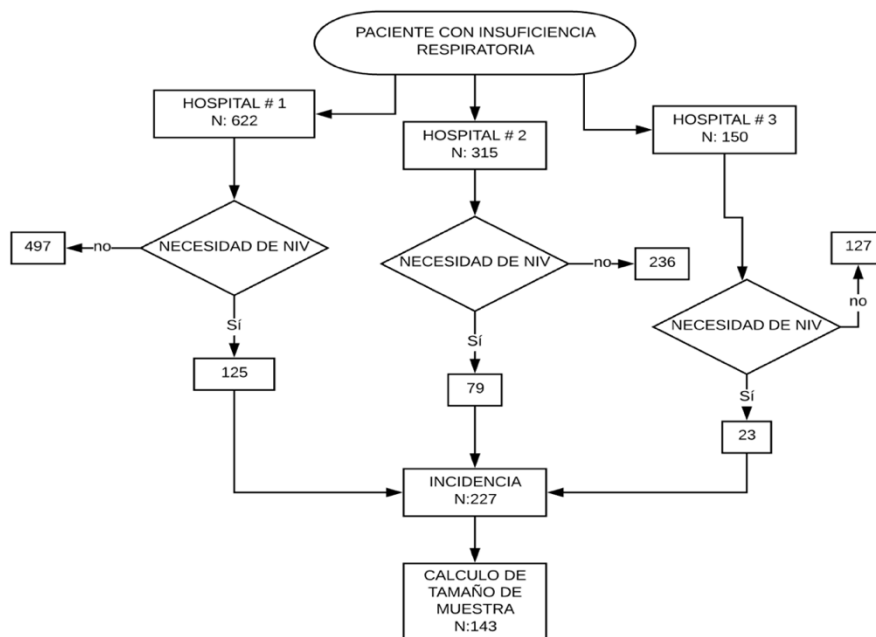 PACIENTE CON INSUFICIENCIA
RESPIRATORIA
HOSPITAL # 1
N: 622
HOSPITAL # 2
N: 315
HOSPITAL # 3
N: 150
497
no
NECESIDAD DE NIV
NECESIDAD DE NIV
no
236
127
no
NECESIDAD DE NIV
Sí
Sí
Sí
125
79
23
INCIDENCIA
N:227
CALCULO DE
TAMAÑO DE
MUESTRA
N:143